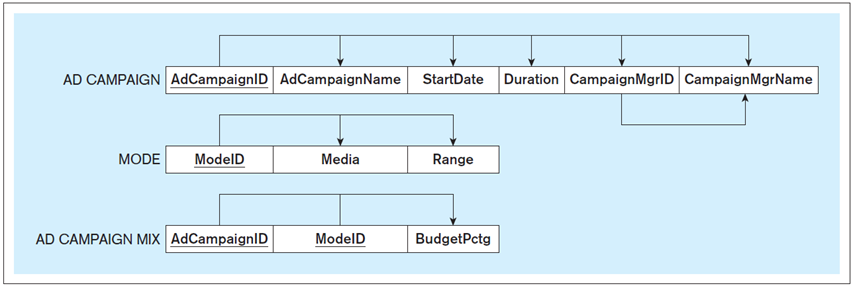 AD CAMPAIGN AdCampaignID AdCampaignName StartDate Duration CampaignMgrID CampaignMgrName
MODE ModeID Media Range
AD CAMPAIGN MIX AdCampaignID ModeID BudgetPctg